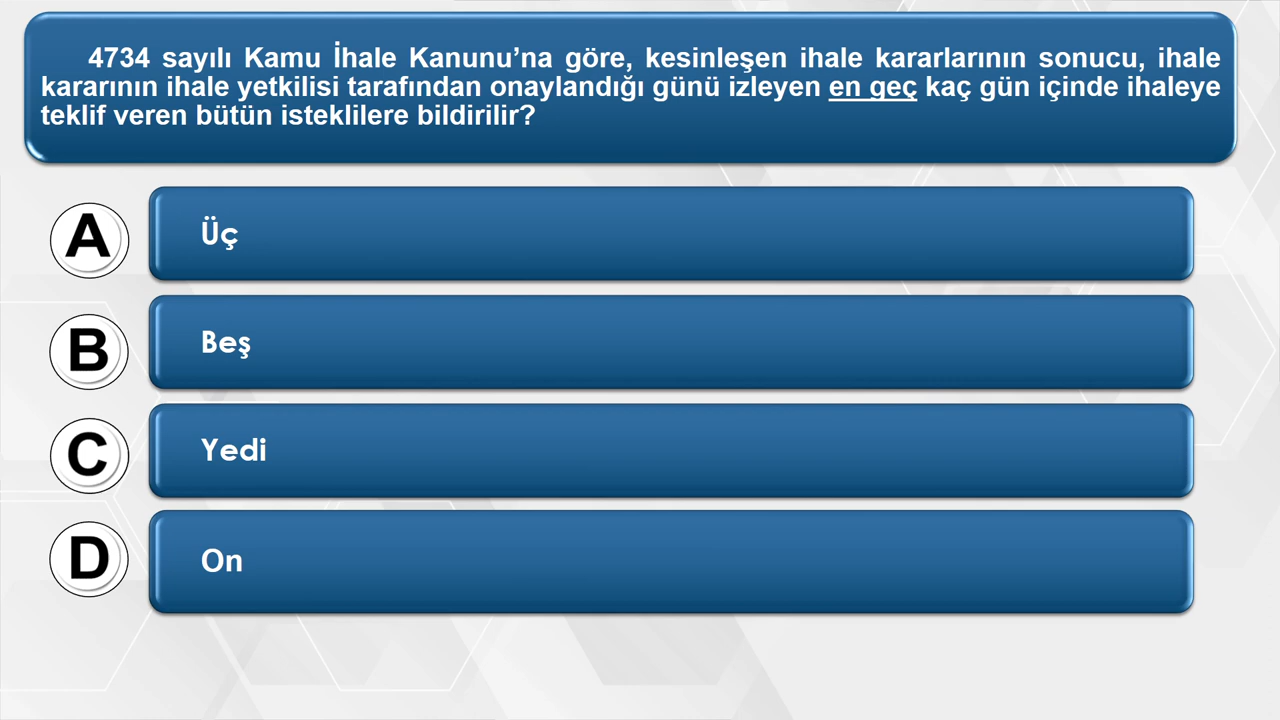 4734 sayılı Kamu İhale Kanunu’na göre, kesinleşen ihale kararlarının sonucu, ihale
kararının ihale yetkilisi tarafından onaylandığı günü izleyen en geç kaç gün içinde ihaleye
teklif veren bütün isteklilere bildirilir?
A
Üç
B
Beş
C
Yedi
D
On